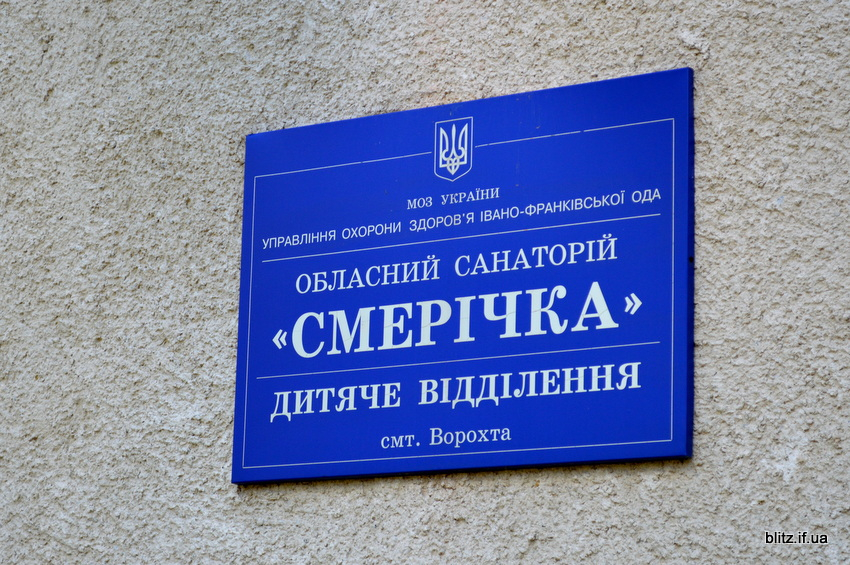 МОЗ УКРАЇНИ
УПРАВЛІННЯ ОХОРОНИ ЗДОРОВ'Я ІВАНО-ФРАНКІВСЬКОЇ ОДА
ОБЛАСНИЙ САНАТОРІЙ
«СМЕРІЧКА»
ДИТЯЧЕ ВІДДІЛЕННЯ
смт. Ворохта
blitz.if.ua